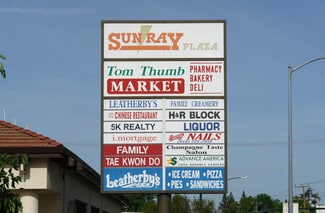 SUNRAY
PLAZA
Tom Thumb
MARKET
PHARMACY
BAKERY
DELI
LEATHERBY'S
FAMILY CREAMERY
CHINESE RESTAURANT
H&R BLOCK
5K REALTY
LIQUOR
i.mortgage
NAILS
FAMILY
TAE KWON DO
Champagne Taste
Salon
ADVANCE AMERICA
Leatherby's
• ICE CREAM • PIZZA
• PIES • SANDWICHES